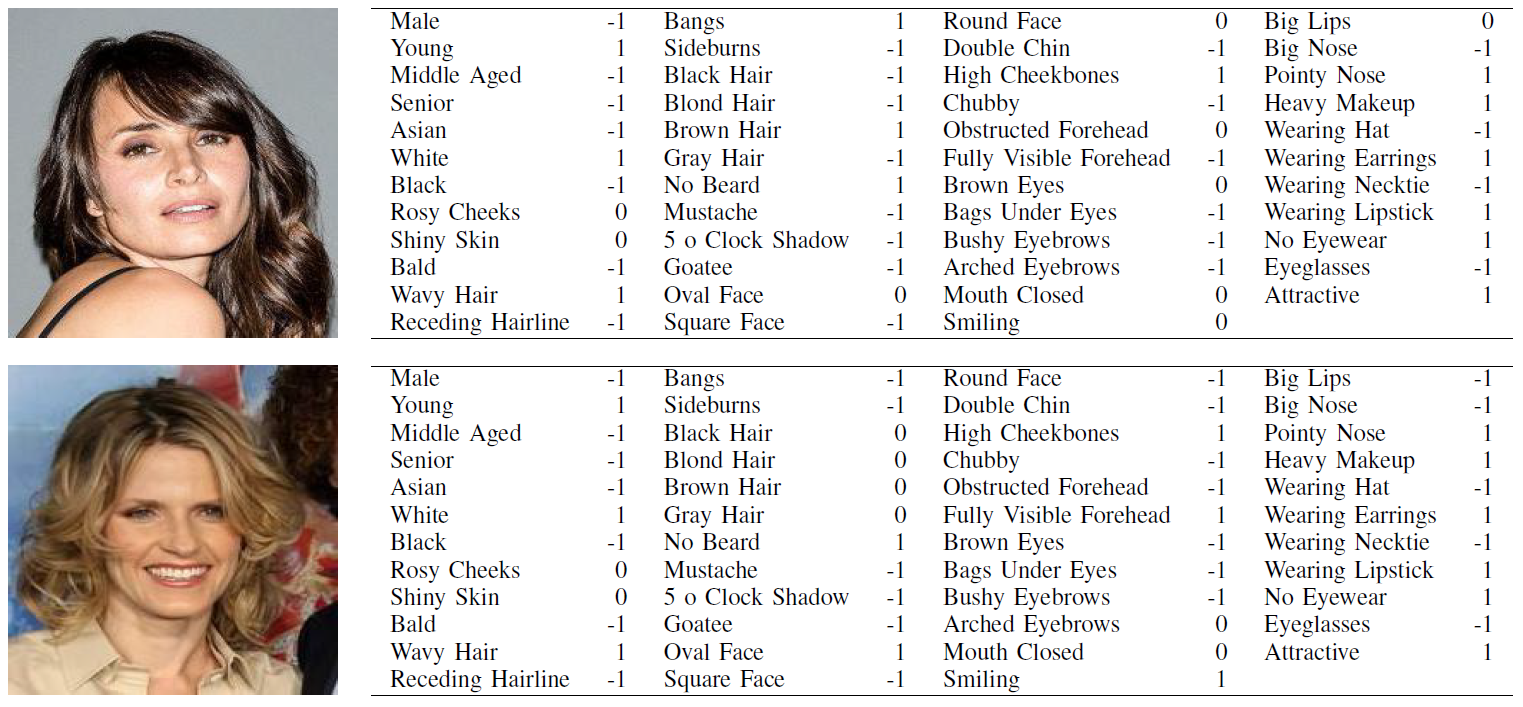 Male -1 Bangs 1 Round Face 0 Big Lips 0
Young 1 Sideburns -1 Double Chin -1 Big Nose -1
Middle Aged -1 Black Hair -1 High Cheekbones 1 Pointy Nose 1
Senior -1 Blond Hair -1 Chubby -1 Heavy Makeup 1
Asian -1 Brown Hair 1 Obstructed Forehead 0 Wearing Hat -1
White 1 Gray Hair -1 Fully Visible Forehead -1 Wearing Earrings 1
Black -1 No Beard 1 Brown Eyes 0 Wearing Necktie -1
Rosy Cheeks 0 Mustache -1 Bags Under Eyes -1 Wearing Lipstick 1
Shiny Skin 0 5 o Clock Shadow -1 Bushy Eyebrows -1 No Eyewear 1
Bald -1 Goatee -1 Arched Eyebrows -1 Eyeglasses -1
Wavy Hair 1 Oval Face 0 Mouth Closed 0 Attractive 1
Receding Hairline -1 Square Face -1 Smiling 0
Male -1 Bangs -1 Round Face -1 Big Lips -1
Young 1 Sideburns -1 Double Chin -1 Big Nose -1
Middle Aged -1 Black Hair 0 High Cheekbones 1 Pointy Nose 1
Senior -1 Blond Hair 0 Chubby -1 Heavy Makeup 1
Asian -1 Brown Hair 0 Obstructed Forehead -1 Wearing Hat -1
White 1 Gray Hair 0 Fully Visible Forehead 1 Wearing Earrings 1
Black -1 No Beard 1 Brown Eyes -1 Wearing Necktie -1
Rosy Cheeks 0 Mustache -1 Bags Under Eyes -1 Wearing Lipstick 1
Shiny Skin 0 5 o Clock Shadow -1 Bushy Eyebrows -1 No Eyewear 1
Bald -1 Goatee -1 Arched Eyebrows 0 Eyeglasses -1
Wavy Hair 1 Oval Face 1 Mouth Closed 0 Attractive 1
Receding Hairline -1 Square Face -1 Smiling 1